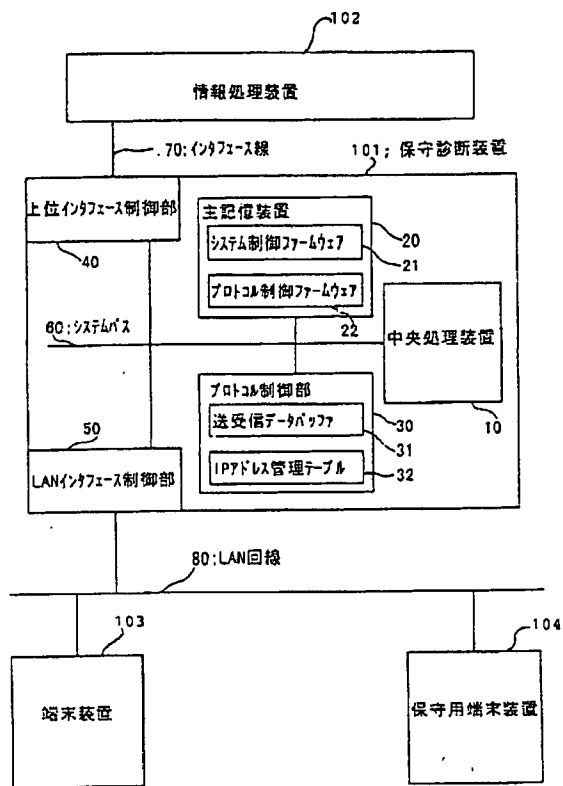 102
情報処理装置
.70:インタフェース線
101; 保守診断装置
上位インタフェース制御部
40
主記憶装置
20
システム制御ファームウェア
21
プロトコル制御ファームウェア
22
60:システムバス
中央処理装置
10
プロトコル制御部
30
送受信データバッファ
31
IPアドレス管理テーブル
32
50
LANインタフェース制御部
80:LAN回線
103
端末装置
104
保守用端末装置